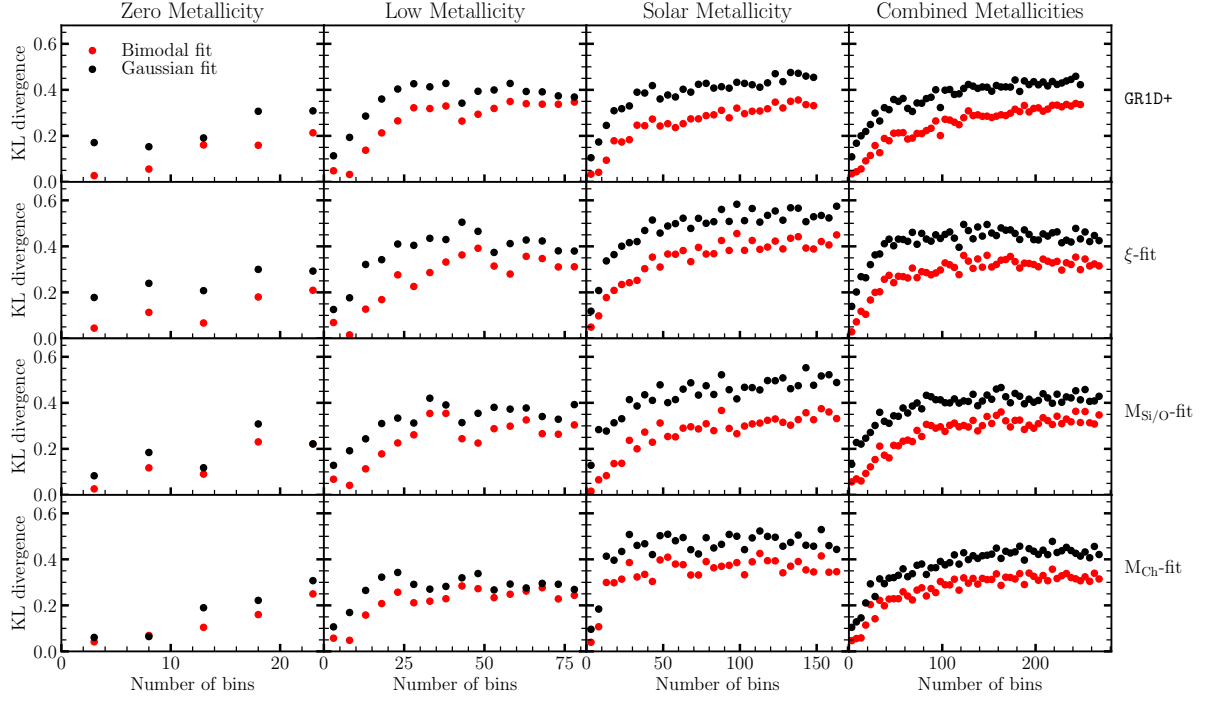 Zero Metallicity
Low Metallicity
Solar Metallicity
Combined Metallicities
Bimodal fit
Gaussian fit
KL divergence
0.6
0.4
0.2
0.0
GR1D+
KL divergence
0.6
0.4
0.2
0.0
ξ-fit
KL divergence
0.6
0.4
0.2
0.0
M_Si/O-fit
KL divergence
0.6
0.4
0.2
0.0
M_Ch-fit
0 10 20
0 25 50 75
0 50 100 150
0 100 200
Number of bins
Number of bins
Number of bins
Number of bins